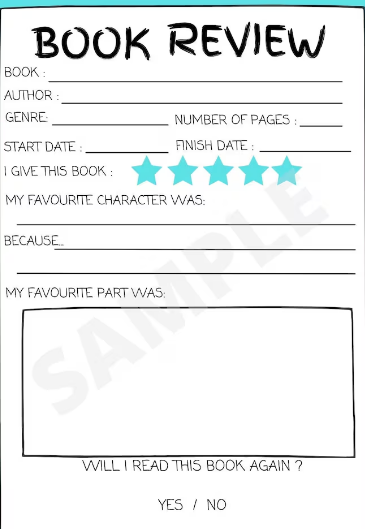 BOOK REVIEW
BOOK :
AUTHOR :
GENRE: NUMBER OF PAGES :
START DATE : FINISH DATE :
I GIVE THIS BOOK :
MY FAVOURITE CHARACTER WAS:
BECAUSE...
MY FAVOURITE PART WAS:
SAMPLE
WILL I READ THIS BOOK AGAIN ?
YES / NO